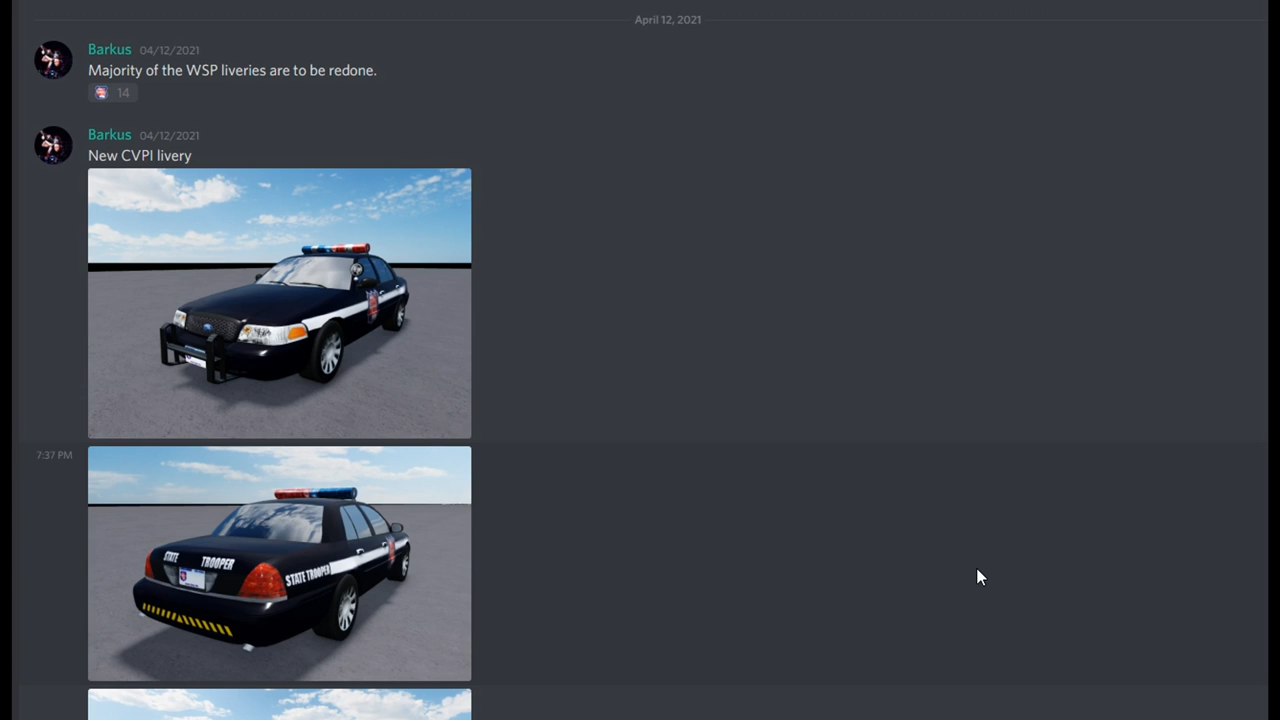 April 12, 2021
Barkus 04/12/2021
Majority of the WSP liveries are to be redone.
14
Barkus 04/12/2021
New CVPI livery
7:37 PM
STATE TROOPER
STATE TROOPER